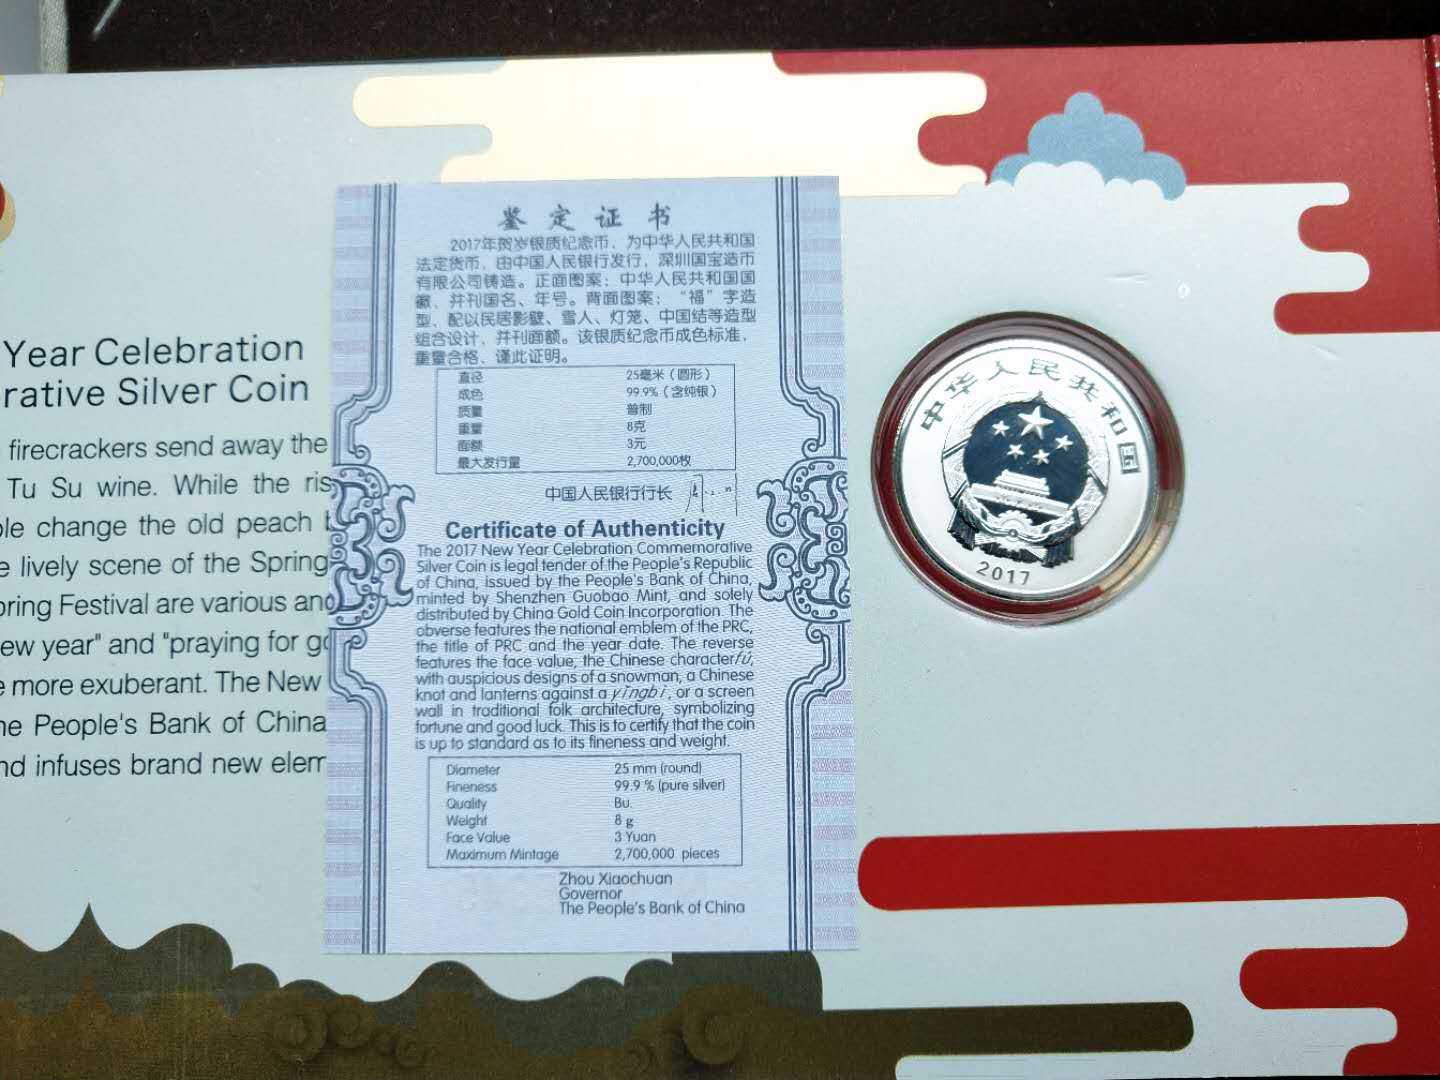 Year Celebration
rative Silver Coin
firecrackers send away the
Tu Su wine. While the ris
ple change the old peach
e lively scene of the Spring
pring Festival are various and
ew year" and "praying for go
e more exuberant. The New
he People's Bank of China
nd infuses brand new elem
鉴定证书
2017年贺岁银质纪念币，为中华人民共和国
法定货币，由中国人民银行发行，深圳国宝造币
有限公司铸造。正面图案：中华人民共和国国
徽，并刊国名、年号。背面图案：“福”字造
型，配以民居影壁、雪人、灯笼、中国结等造型
组合设计，并刊面额。该银质纪念币成色标准，
重量合格，谨此证明。
直径 25毫米（圆形）
成色 99.9%（含纯银）
质量 普制
重量 8克
面额 3元
最大发行量 2,700,000枚
中国人民银行行长
Certificate of Authenticity
The 2017 New Year Celebration Commemorative
Silver Coin is legal tender of the People's Republic
of China, issued by the People's Bank of China,
minted by Shenzhen Guobao Mint, and solely
distributed by China Gold Coin Incorporation. The
obverse features the national emblem of the PRC,
the title of PRC and the year date. The reverse
features the face value, the Chinese character fú,
with auspicious designs of a snowman, a Chinese
knot and lanterns against a yǐngbì, or a screen
wall in traditional folk architecture, symbolizing
fortune and good luck. This is to certify that the coin
is up to standard as to its fineness and weight.
Diameter 25 mm (round)
Fineness 99.9 % (pure silver)
Quality Bu.
Weight 8 g
Face Value 3 Yuan
Maximum Mintage 2,700,000 pieces
Zhou Xiaochuan
Governor
The People's Bank of China
中华人民共和国
2017